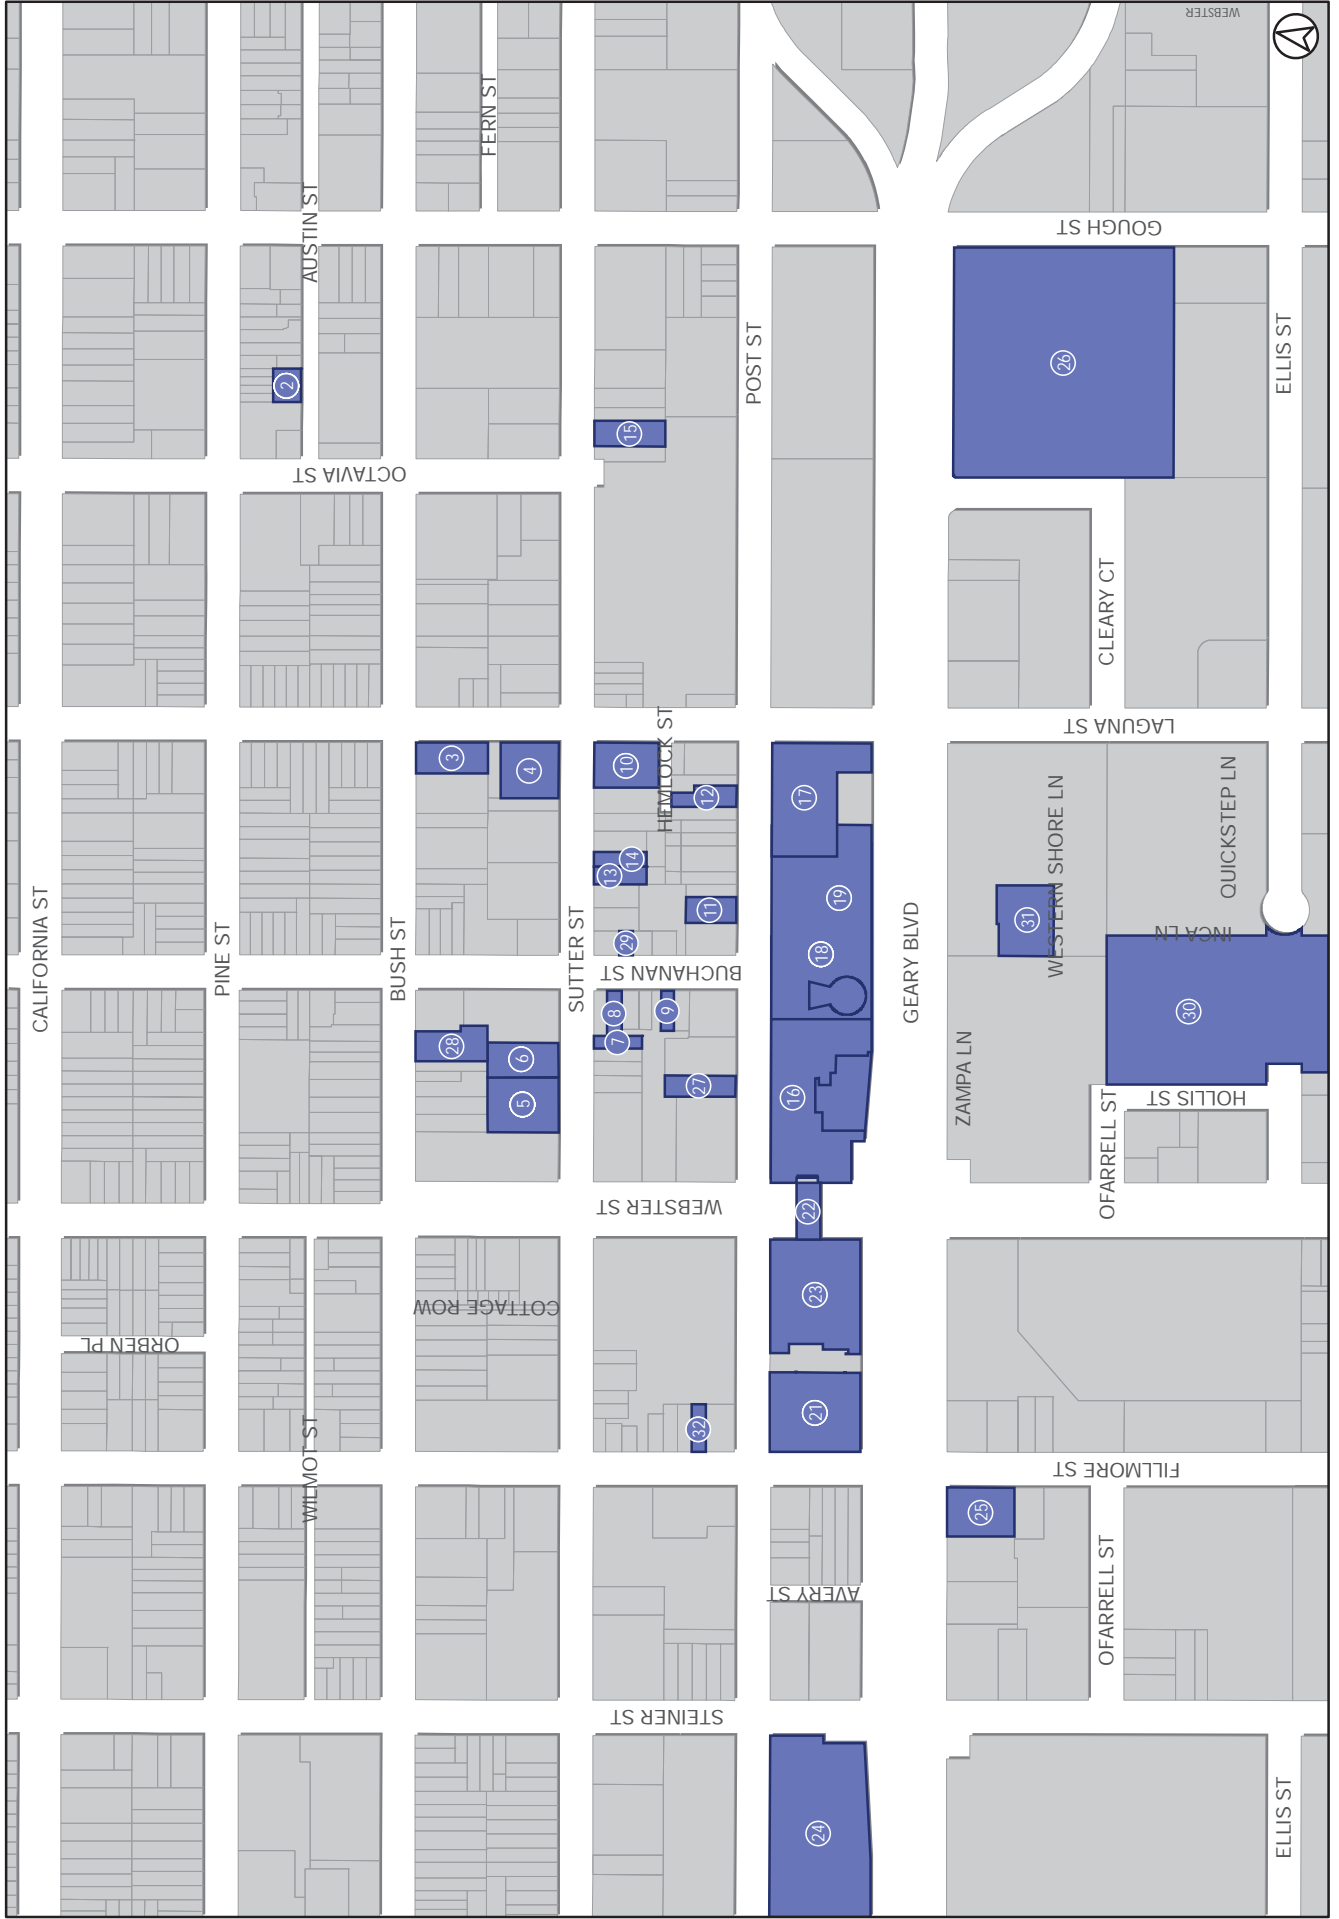 WEBSTER
FERN ST
AUSTIN ST
GOUGH ST
POST ST
ELLIS ST
26
2
15
OCTAVIA ST
CLEARY CT
HEMLOCK ST
LAGUNA ST
3
4
10
12
17
WESTERN SHORE LN
QUICKSTEP LN
14
13
19
11
31
CALIFORNIA ST
PINE ST
BUSH ST
SUTTER ST
GEARY BLVD
29
18
INCA LN
BUCHANAN ST
8
9
30
7
28
6
ZAMPA LN
27
5
16
HOLLIS ST
OFARRELL ST
WEBSTER ST
22
23
COTTAGE ROW
ORBEN PL
21
32
WILMOT ST
FILLMORE ST
25
AVERY ST
OFARRELL ST
STEINER ST
24
ELLIS ST